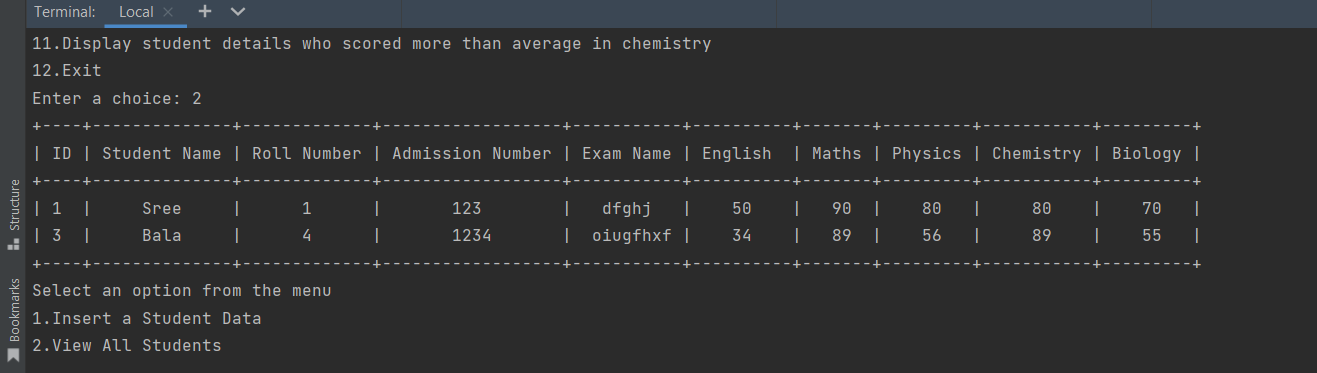 Terminal: Local
11.Display student details who scored more than average in chemistry
12.Exit
Enter a choice: 2
+----+--------------+-------------+------------------+-----------+----------+-------+----------+-----------+---------+
| ID | Student Name | Roll Number | Admission Number | Exam Name | English  | Maths | Physics | Chemistry | Biology |
+----+--------------+-------------+------------------+-----------+----------+-------+----------+-----------+---------+
| 1  |     Sree     |      1      |       123        |   dfghj   |    50    |   90  |    80   |     80    |    70   |
| 3  |     Bala     |      4      |       1234       |  oiugfhxf |    34    |   89  |    56   |     89    |    55   |
+----+--------------+-------------+------------------+-----------+----------+-------+----------+-----------+---------+
Select an option from the menu
1.Insert a Student Data
2.View All Students
Structure
Bookmarks